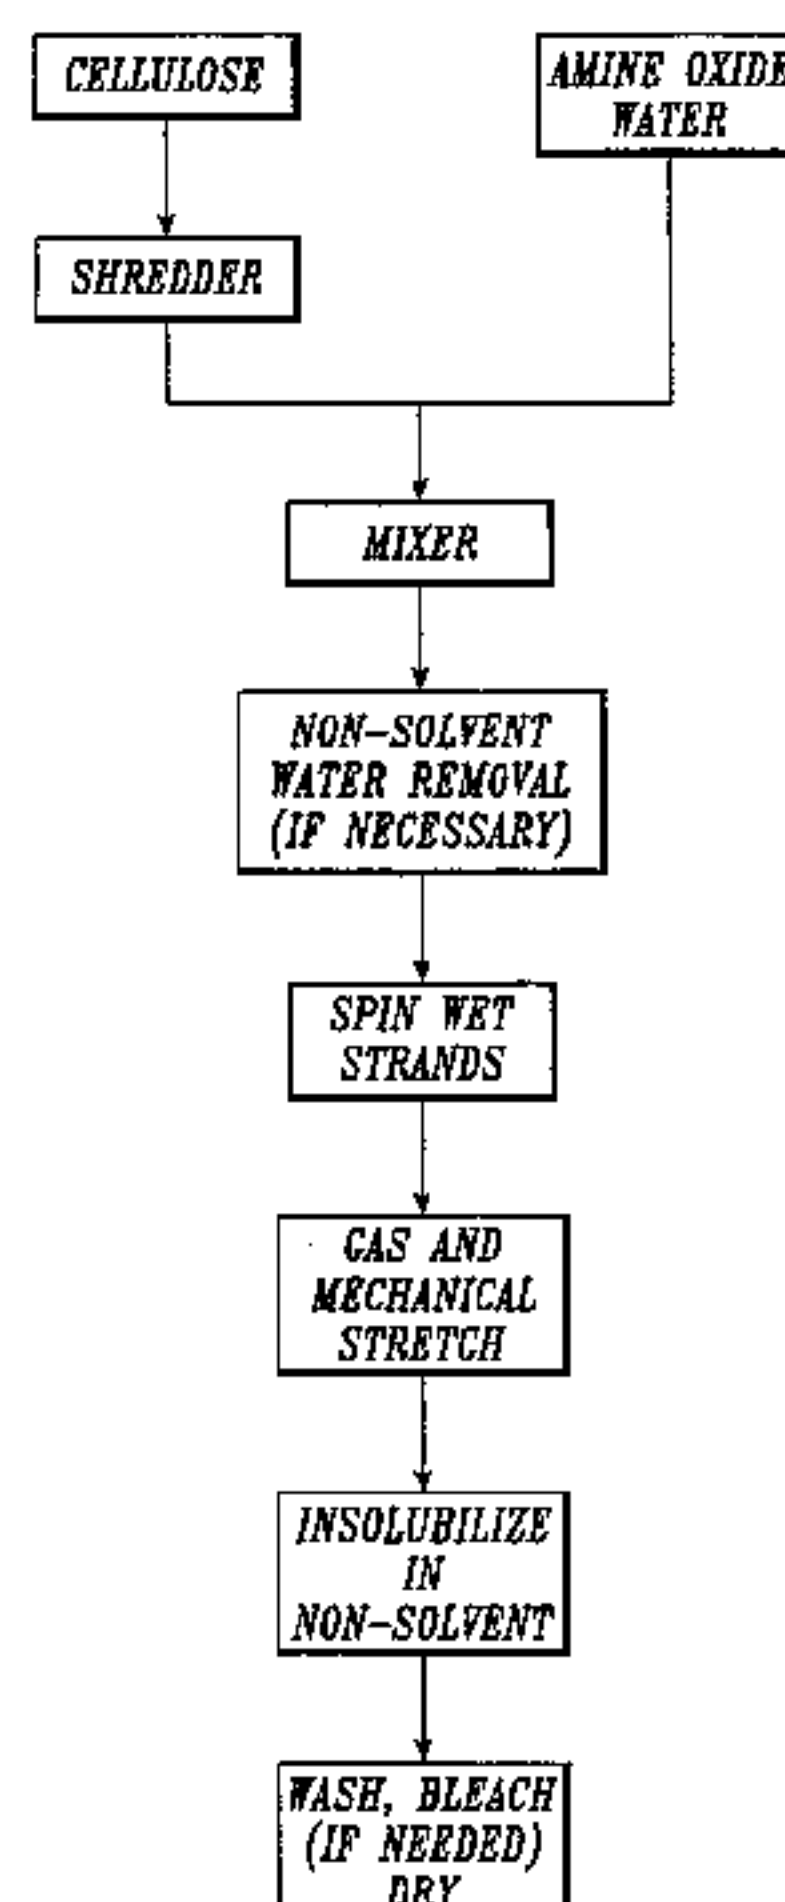 CELLULOSE
AMINE OXIDE
WATER
SHREDDER
MIXER
NON-SOLVENT
WATER REMOVAL
(IF NECESSARY)
SPIN WET
STRANDS
GAS AND
MECHANICAL
STRETCH
INSOLUBILIZE
IN
NON-SOLVENT
WASH, BLEACH
(IF NEEDED)
DRY